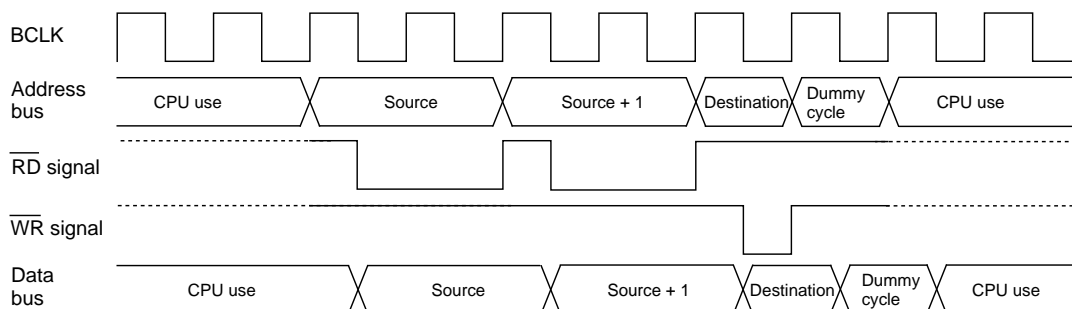 BCLK
Address
bus
CPU use
Source
Source + 1
Destination
Dummy
cycle
CPU use
RD signal
WR signal
Data
bus
CPU use
Source
Source + 1
Destination
Dummy
cycle
CPU use